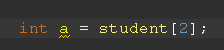 int a = student[2];